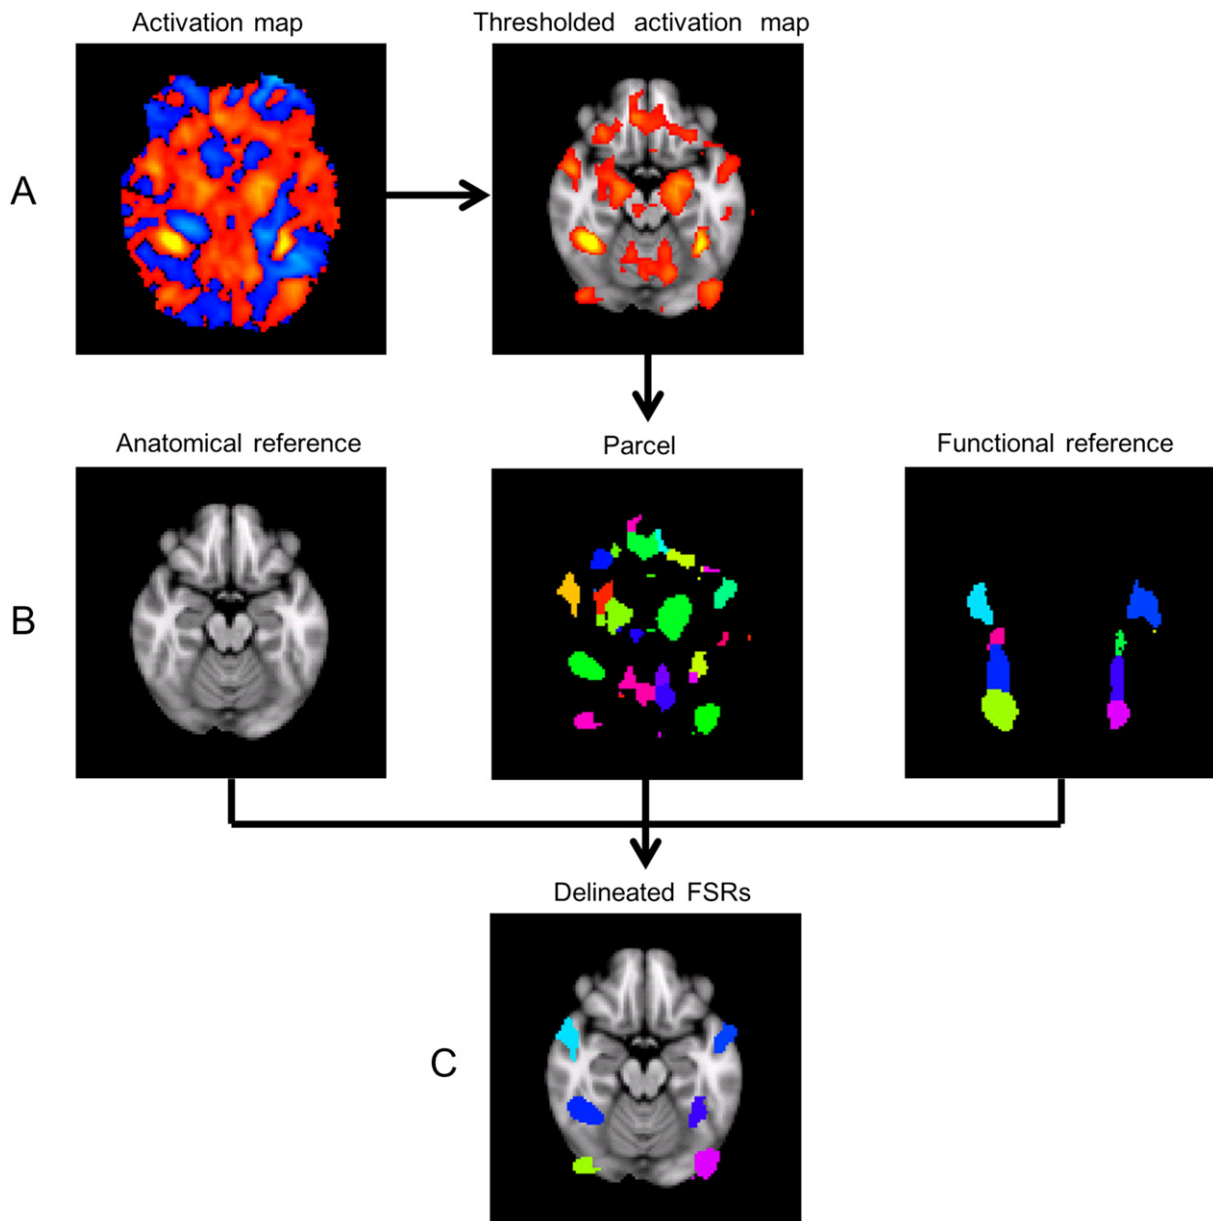 Activation map
Thresholded activation map
A
Anatomical reference
Parcel
Functional reference
B
Delineated FSRs
C